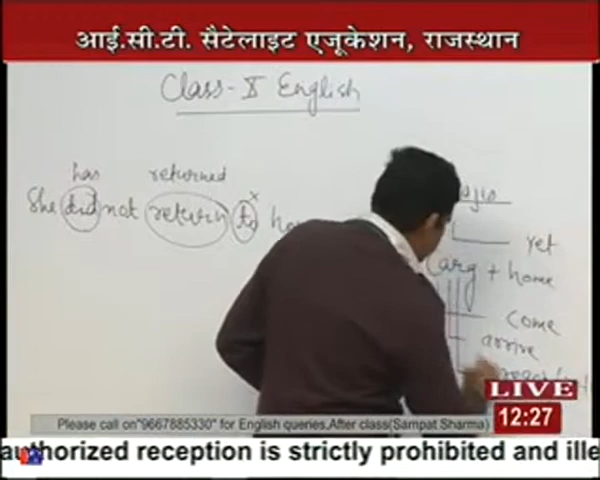 आई.सी.टी. सैटेलाइट एजूकेशन, राजस्थान
Class-X English
has returned
She did not return to
x
yet
Carg + home
come
arrive
LIVE
12:27
Please call on"9667885330" for English queries,After class(Sampat Sharma)
authorized reception is strictly prohibited and ille